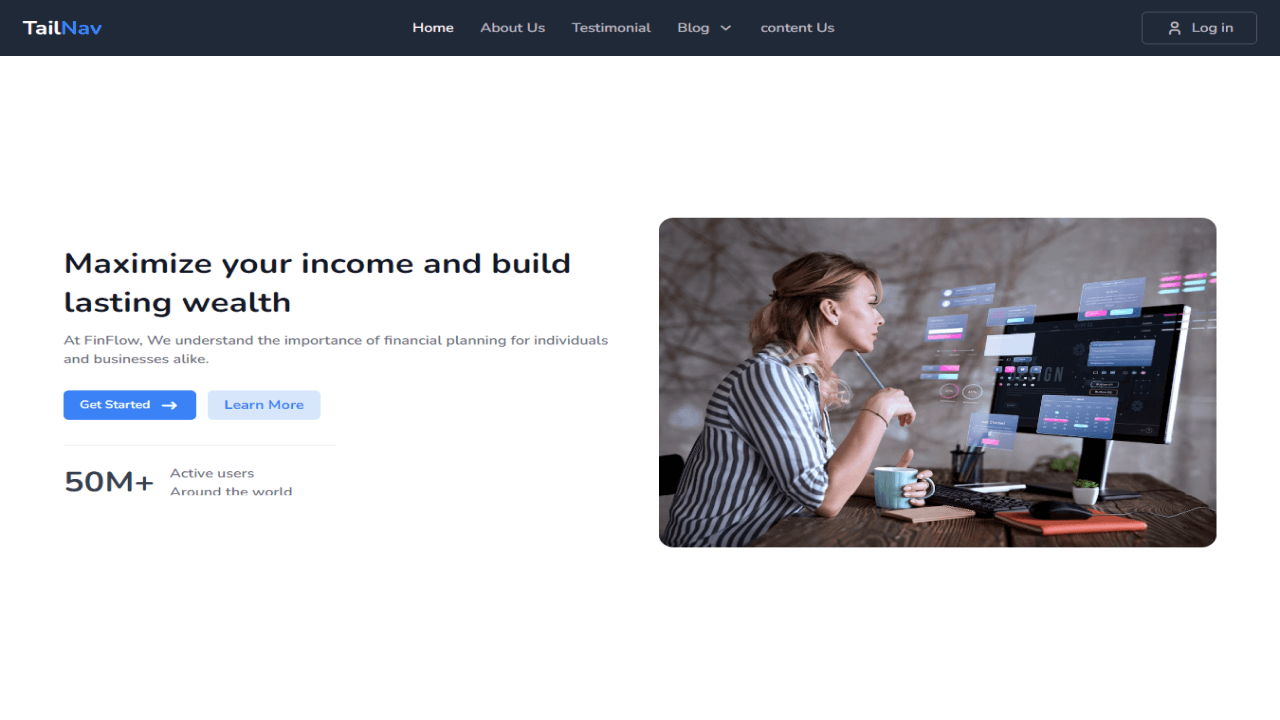 TailNav
Home
About Us
Testimonial
Blog
content Us
Log in
Maximize your income and build
lasting wealth
At FinFlow, We understand the importance of financial planning for individuals
and businesses alike.
Get Started
Learn More
50M+
Active users
Around the world